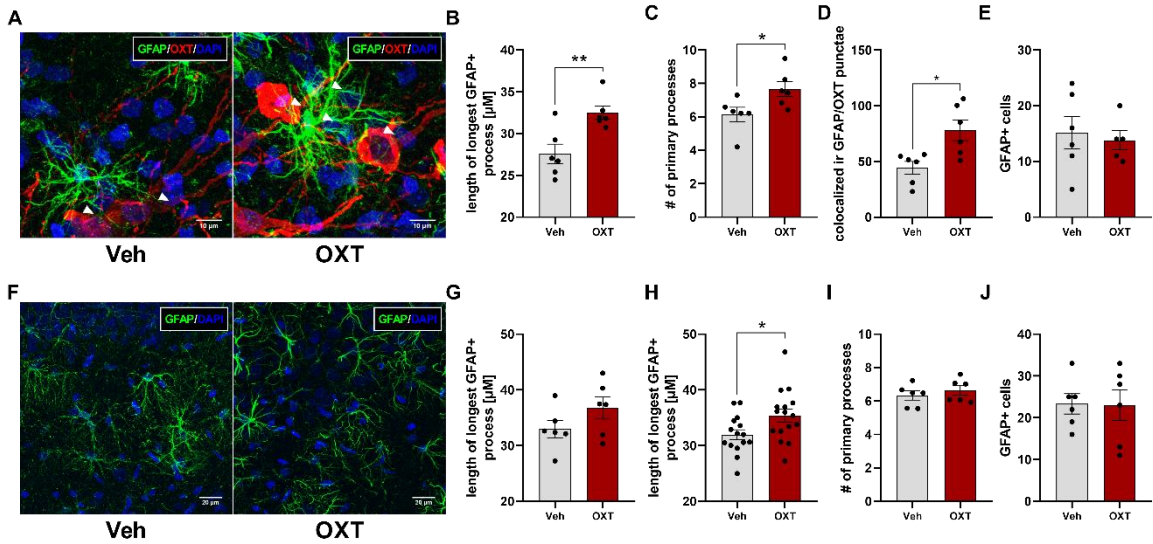 A
GFAP/OXT/DAPI
GFAP/OXT/DAPI
10 µm
10 µm
Veh
OXT
B
length of longest GFAP+
process [µM]
40
35
30
25
20
**
Veh
OXT
C
# of primary processes
10
8
6
4
2
0
*
Veh
OXT
D
colocalized ir GFAP/OXT punctae
150
100
50
0
*
Veh
OXT
E
GFAP+ cells
30
20
10
0
Veh
OXT
F
GFAP/DAPI
GFAP/DAPI
20 µm
20 µm
Veh
OXT
G
length of longest GFAP+
process [µM]
50
40
30
20
Veh
OXT
H
length of longest GFAP+
process [µM]
50
40
30
20
*
Veh
OXT
I
# of primary processes
10
8
6
4
2
0
Veh
OXT
J
GFAP+ cells
40
30
20
10
0
Veh
OXT